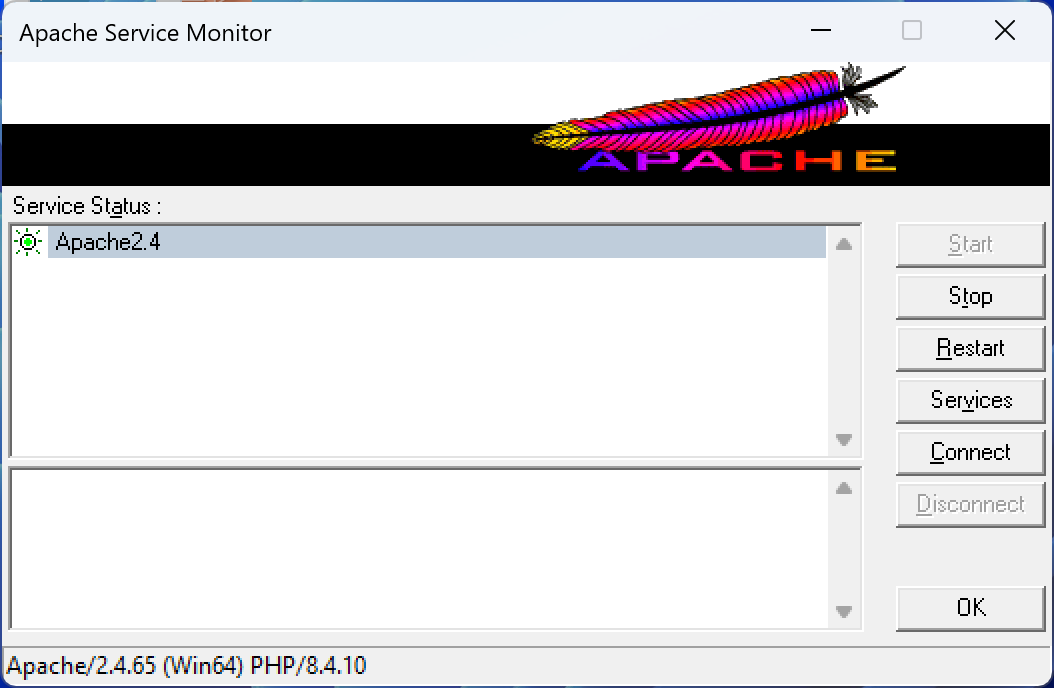 Apache Service Monitor
APACHE
Service Status :
Apache2.4
Start
Stop
Restart
Services
Connect
Disconnect
OK
Apache/2.4.65 (Win64) PHP/8.4.10